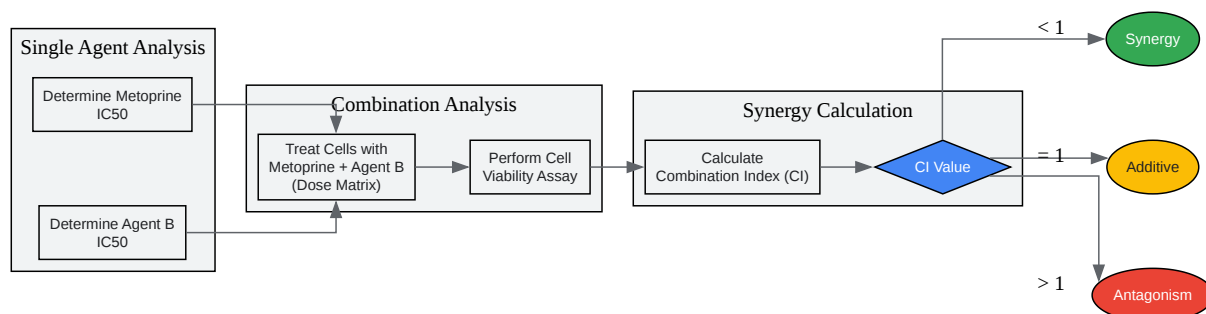 Single Agent Analysis
Determine Metoprine
IC50
Determine Agent B
IC50
Combination Analysis
Treat Cells with
Metoprine + Agent B
(Dose Matrix)
Perform Cell
Viability Assay
Synergy Calculation
Calculate
Combination Index (CI)
CI Value
< 1
Synergy
= 1
Additive
> 1
Antagonism